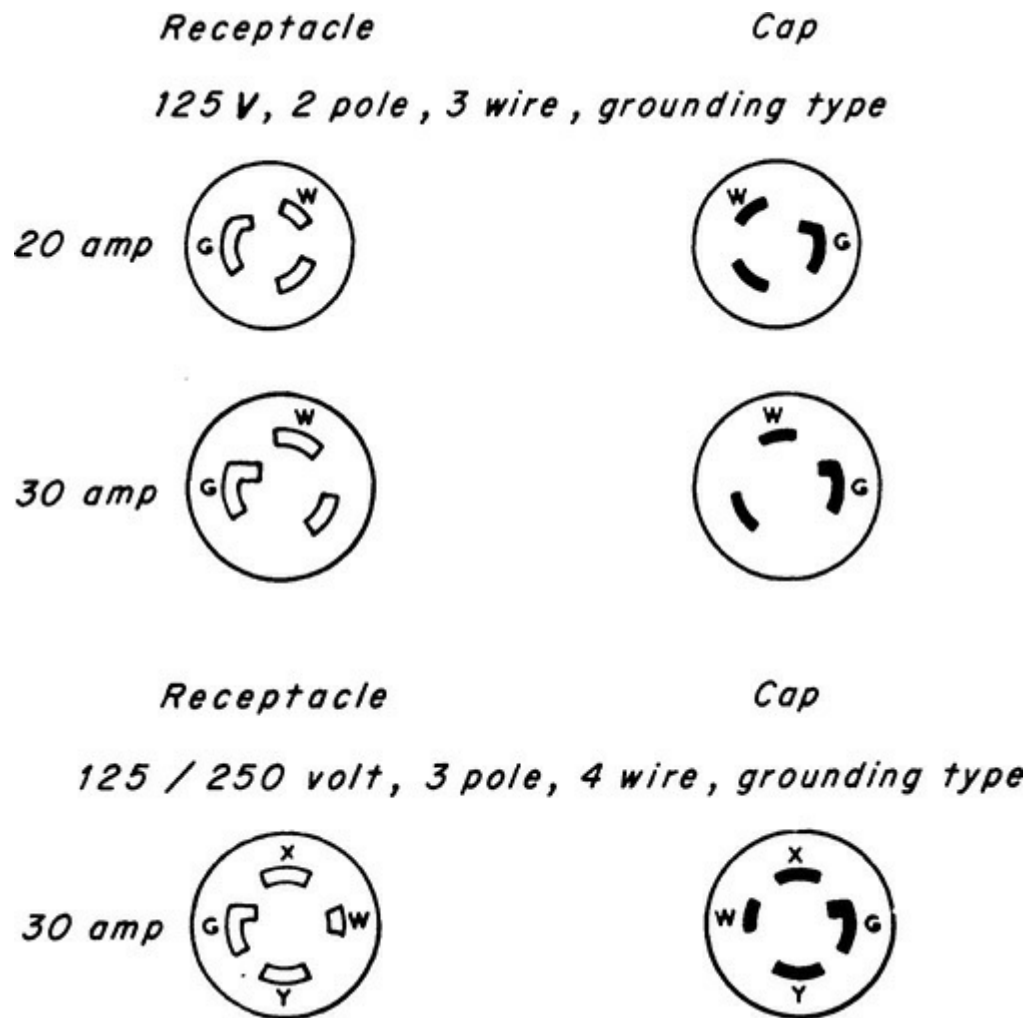 Receptacle Cap
125 V, 2 pole, 3 wire, grounding type
W W
20 amp G G
W W
30 amp G G
Receptacle Cap
125 / 250 volt, 3 pole, 4 wire, grounding type
X X
30 amp G W W G
Y Y